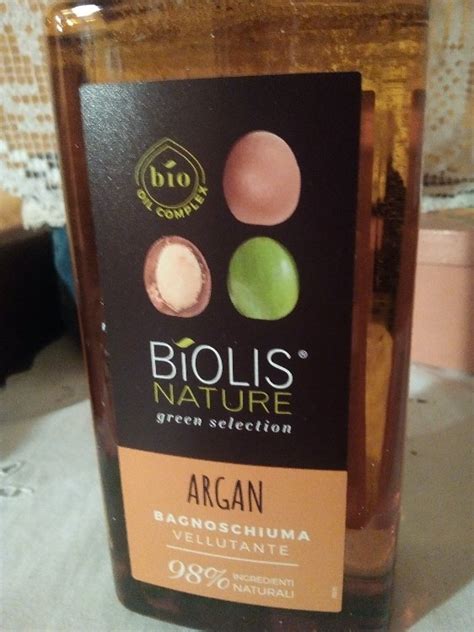 bio
OIL COMPLEX
BiOLIS®
NATURE
green selection
ARGAN
BAGNOSCHIUMA
VELLUTANTE
98% INGREDIENTI
NATURALI